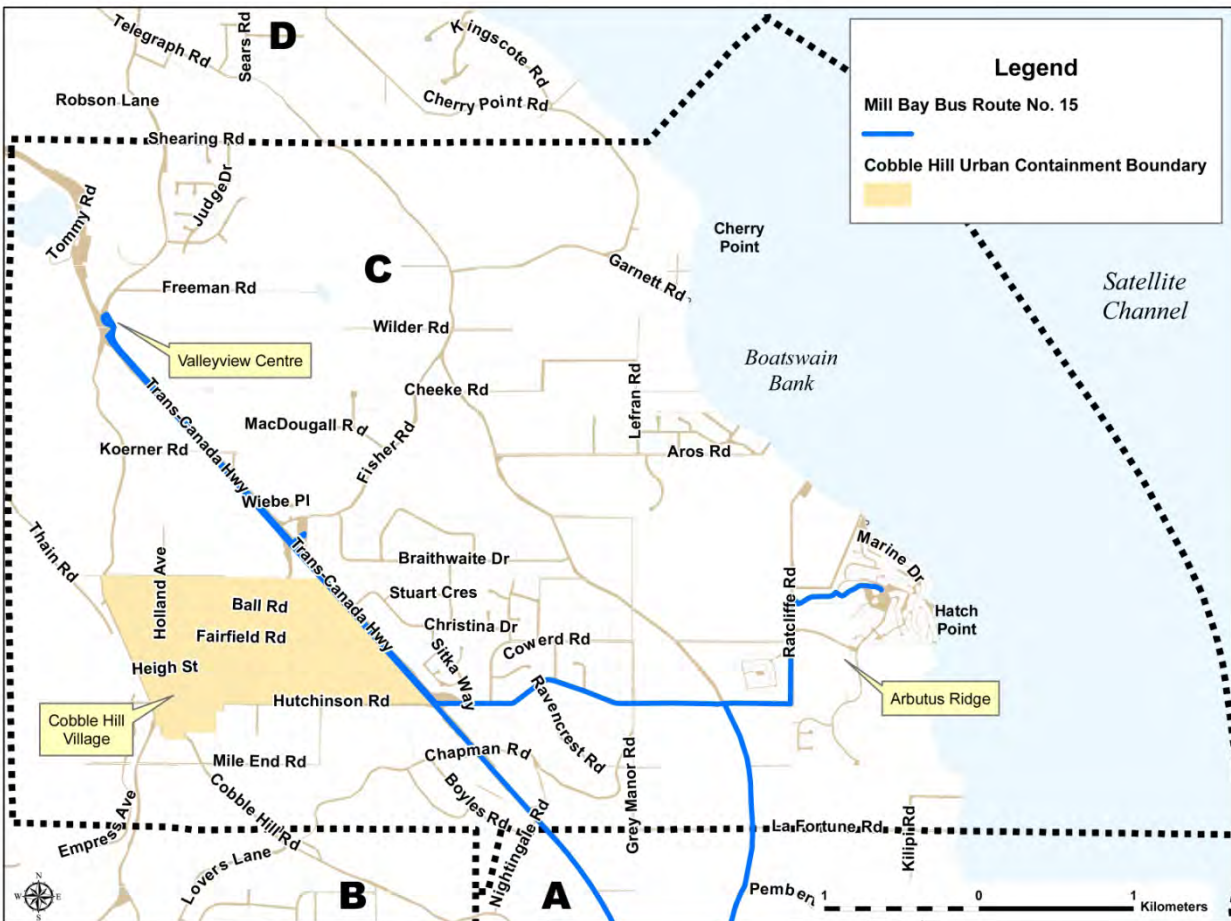 Telegraph Rd
Sears Rd
D
Kingscote Rd
Cherry Point Rd
Robson Lane
Shearing Rd
Judge Dr
Tommy Rd
Legend
Mill Bay Bus Route No. 15
Cobble Hill Urban Containment Boundary
Cherry
Point
C
Garnett Rd
Freeman Rd
Satellite
Channel
Wilder Rd
Valleyview Centre
Boatswain
Bank
Trans-Canada Hwy
Cheeke Rd
Lefran Rd
MacDougall Rd
Fisher Rd
Koerner Rd
Aros Rd
Wiebe Pl
Thain Rd
Holland Ave
Trans-Canada Hwy
Braithwaite Dr
Marine Dr
Stuart Cres
Ball Rd
Ratcliffe Rd
Hatch
Point
Christina Dr
Fairfield Rd
Cowerd Rd
Sitka Way
Heigh St
Hutchinson Rd
Ravencrest Rd
Arbutus Ridge
Cobble Hill
Village
Chapman Rd
Mile End Rd
Grey Manor Rd
Boyles Rd
Cobble Hill Rd
Empress Ave
Nightingale Rd
La Fortune Rd
Kilipi Rd
Lovers Lane
B
A
Pemben
N
W
E
S
1
0
1
Kilometers